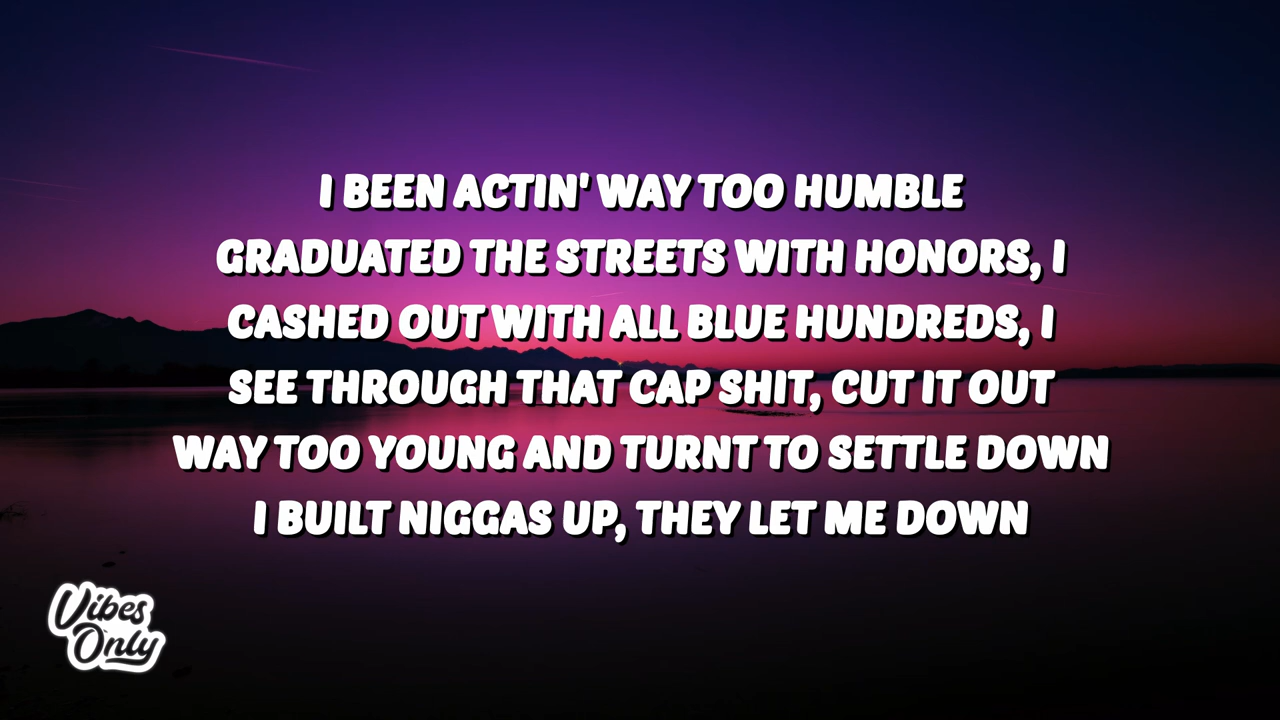 I BEEN ACTIN' WAY TOO HUMBLE
GRADUATED THE STREETS WITH HONORS, I
CASHED OUT WITH ALL BLUE HUNDREDS, I
SEE THROUGH THAT CAP SHIT, CUT IT OUT
WAY TOO YOUNG AND TURNT TO SETTLE DOWN
I BUILT NIGGAS UP, THEY LET ME DOWN
Vibes
Only